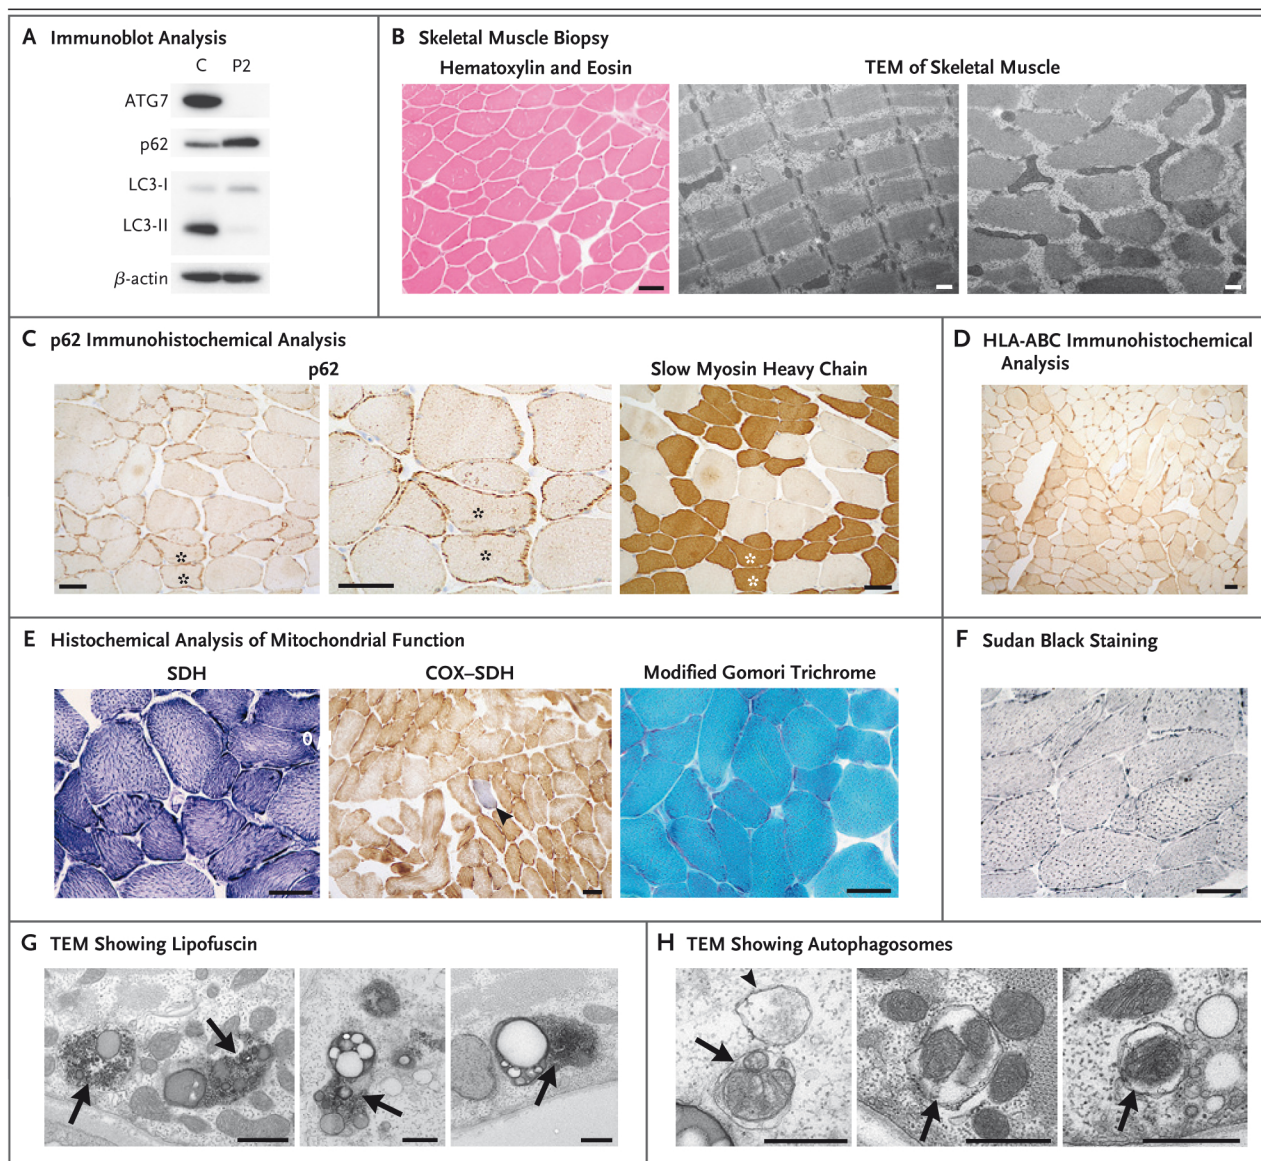 A Immunoblot Analysis
C P2
ATG7
p62
LC3-I
LC3-II
β-actin
B Skeletal Muscle Biopsy
Hematoxylin and Eosin
TEM of Skeletal Muscle
C p62 Immunohistochemical Analysis
p62
Slow Myosin Heavy Chain
* * * * * *
D HLA-ABC Immunohistochemical
Analysis
E Histochemical Analysis of Mitochondrial Function
SDH
COX–SDH
Modified Gomori Trichrome
F Sudan Black Staining
G TEM Showing Lipofuscin
H TEM Showing Autophagosomes